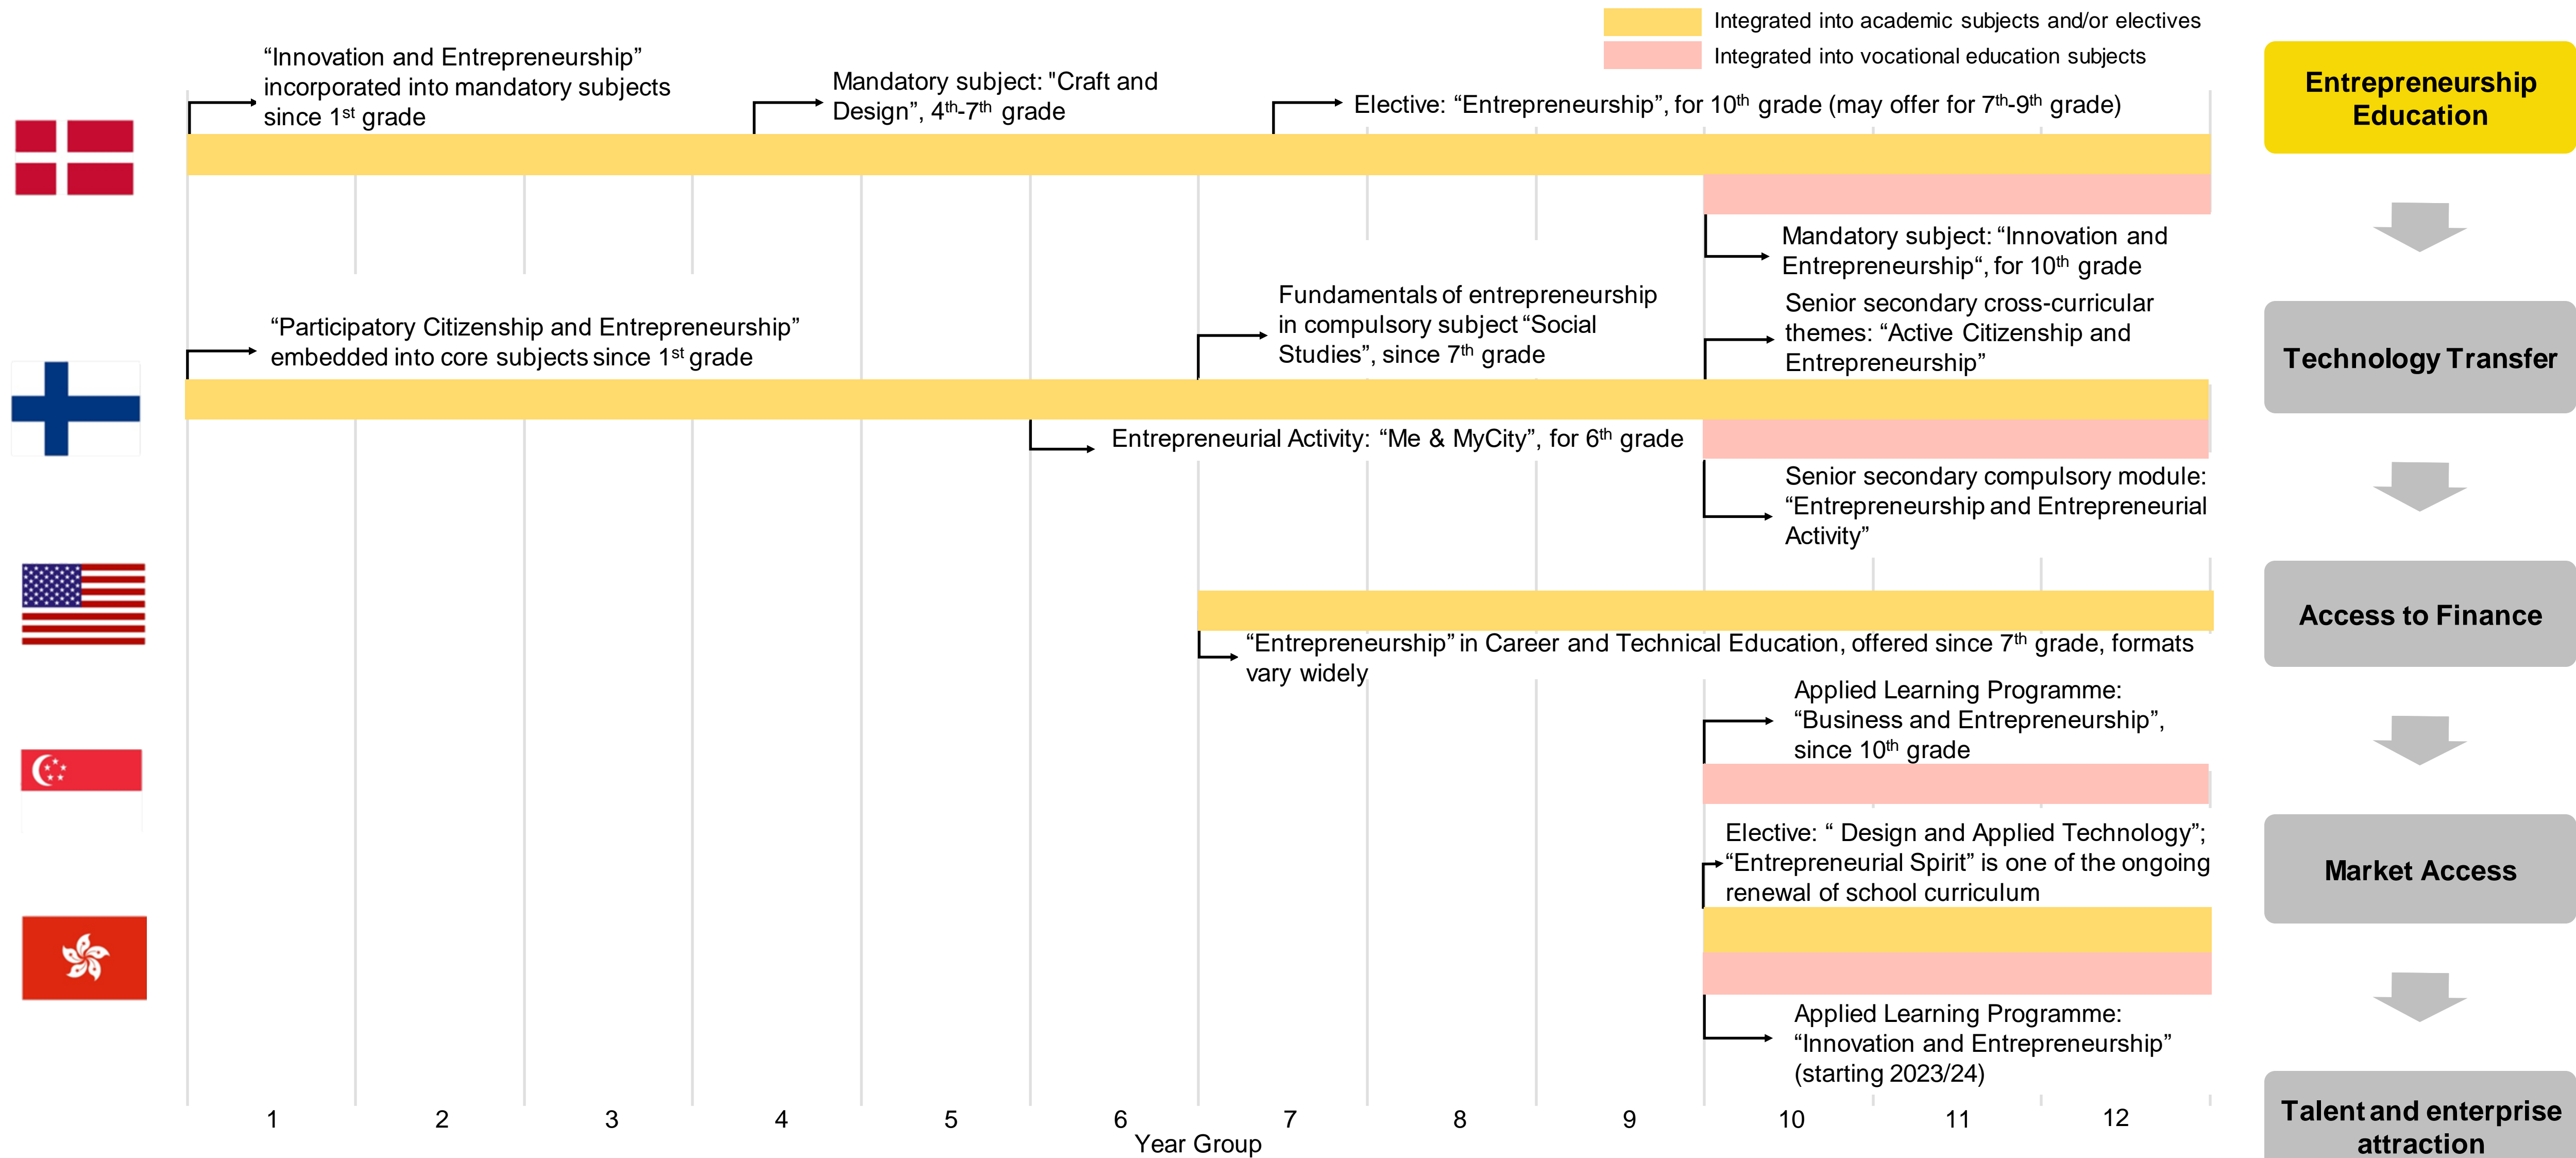 Integrated into academic subjects and/or electives
Integrated into vocational education subjects
“Innovation and Entrepreneurship”
incorporated into mandatory subjects
since 1st grade
Mandatory subject: "Craft and
Design”, 4th-7th grade
Elective: “Entrepreneurship”, for 10th grade (may offer for 7th-9th grade)
Mandatory subject: “Innovation and
Entrepreneurship“, for 10th grade
“Participatory Citizenship and Entrepreneurship”
embedded into core subjects since 1st grade
Fundamentals of entrepreneurship
in compulsory subject “Social
Studies”, since 7th grade
Senior secondary cross-curricular
themes: “Active Citizenship and
Entrepreneurship”
Entrepreneurial Activity: “Me & MyCity”, for 6th grade
Senior secondary compulsory module:
“Entrepreneurship and Entrepreneurial
Activity”
“Entrepreneurship” in Career and Technical Education, offered since 7th grade, formats
vary widely
Applied Learning Programme:
“Business and Entrepreneurship”,
since 10th grade
Elective: “ Design and Applied Technology”;
“Entrepreneurial Spirit” is one of the ongoing
renewal of school curriculum
Applied Learning Programme:
“Innovation and Entrepreneurship”
(starting 2023/24)
1 2 3 4 5 6 7 8 9 10 11 12
Year Group
Entrepreneurship
Education
Technology Transfer
Access to Finance
Market Access
Talent and enterprise
attraction